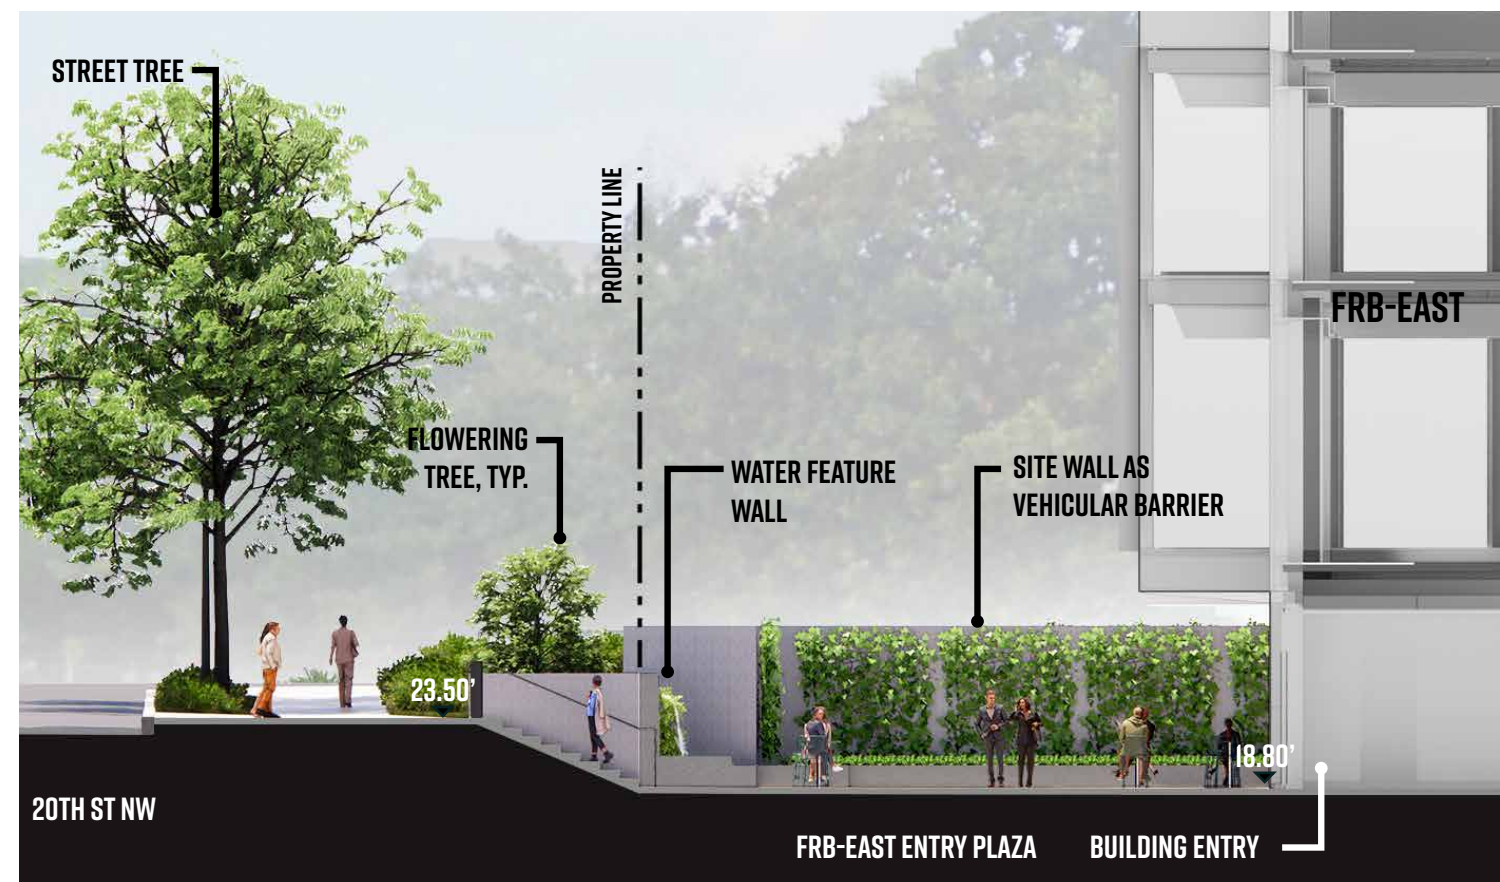 STREET TREE
PROPERTY LINE
FRB-EAST
FLOWERING
TREE, TYP.
WATER FEATURE
WALL
SITE WALL AS
VEHICULAR BARRIER
23.50'
18.80'
20TH ST NW
FRB-EAST ENTRY PLAZA
BUILDING ENTRY